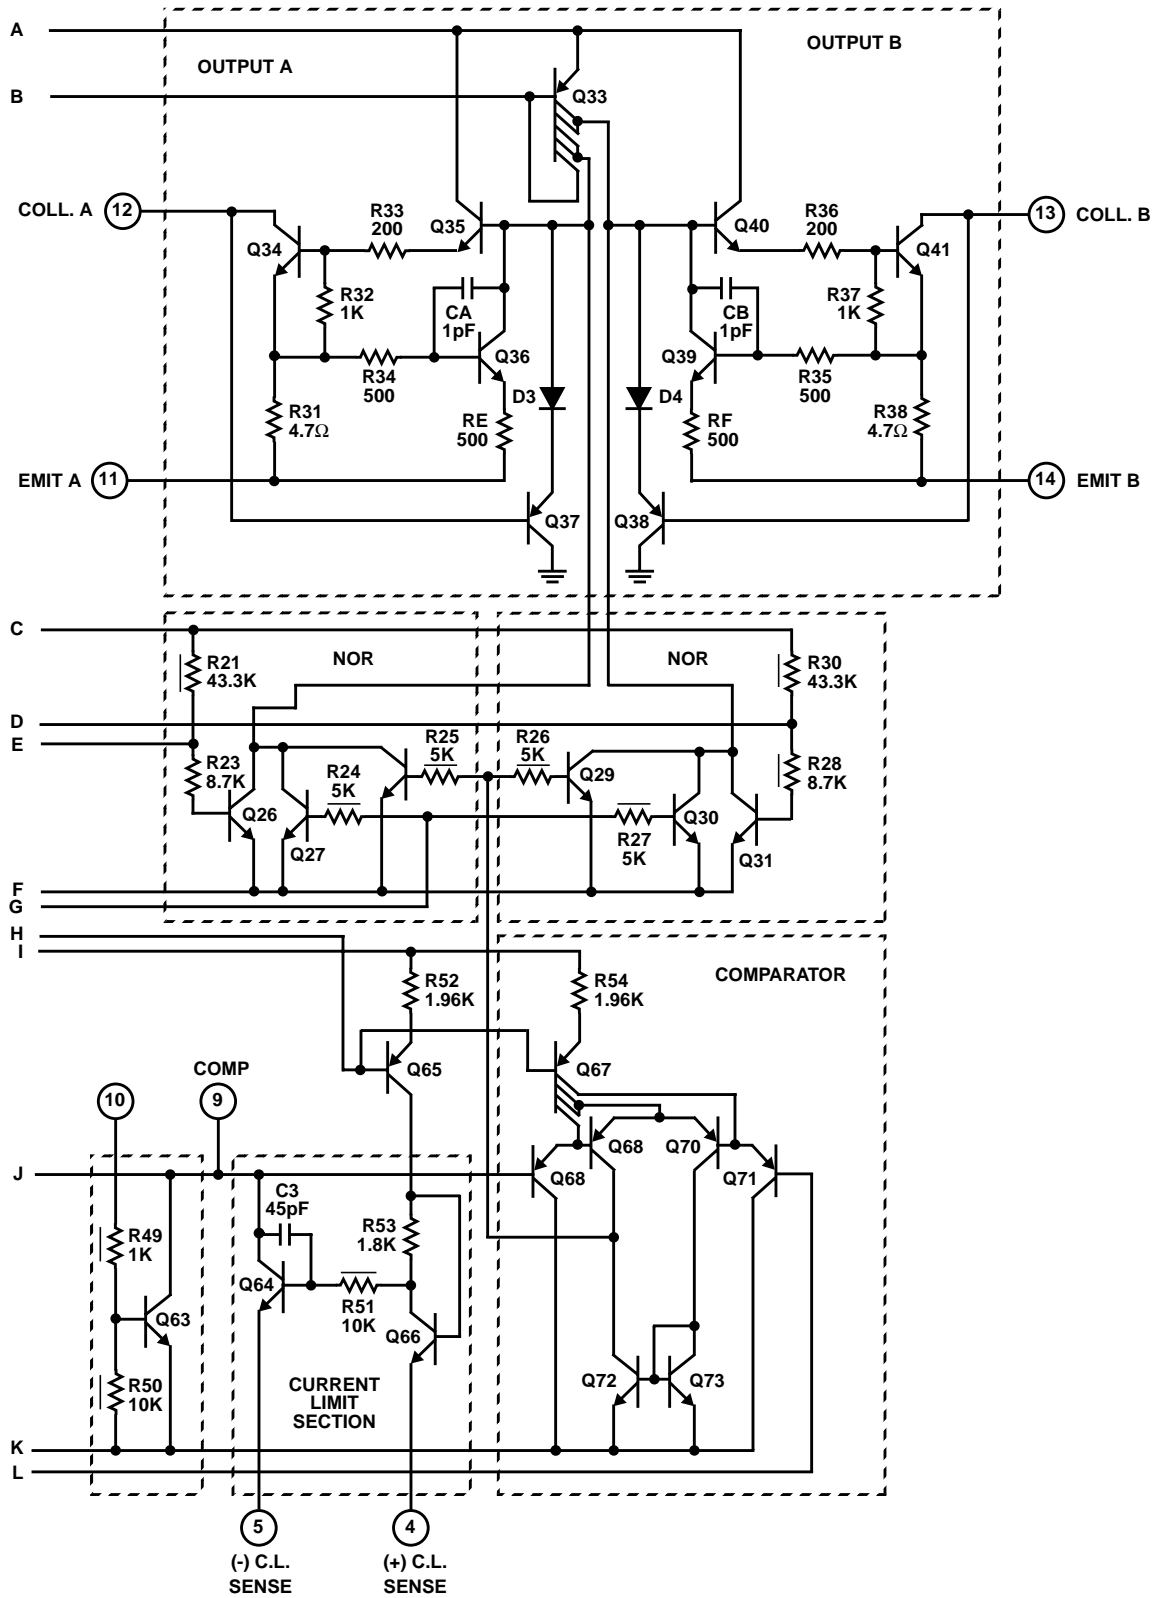 A
OUTPUT A
OUTPUT B
B
Q33
COLL. A
12
R33
200
Q35
Q40
R36
200
13
COLL. B
Q34
Q41
R32
1K
CA
1pF
CB
1pF
R37
1K
Q36
Q39
R34
500
R35
500
R31
4.7Ω
D3
D4
RE
500
RF
500
R38
4.7Ω
EMIT A
11
14
EMIT B
Q37
Q38
C
NOR
NOR
R21
43.3K
R30
43.3K
D
E
R25
5K
R26
5K
R23
8.7K
R24
5K
Q29
R28
8.7K
Q26
Q27
R27
5K
Q30
Q31
F
G
H
I
R52
1.96K
R54
1.96K
COMPARATOR
Q65
Q67
COMP
10
9
Q68
Q70
J
Q68
Q71
C3
45pF
R49
1K
R53
1.8K
Q64
R51
10K
Q63
Q66
R50
10K
CURRENT
LIMIT
SECTION
Q72
Q73
K
L
5
4
(-) C.L.
SENSE
(+) C.L.
SENSE